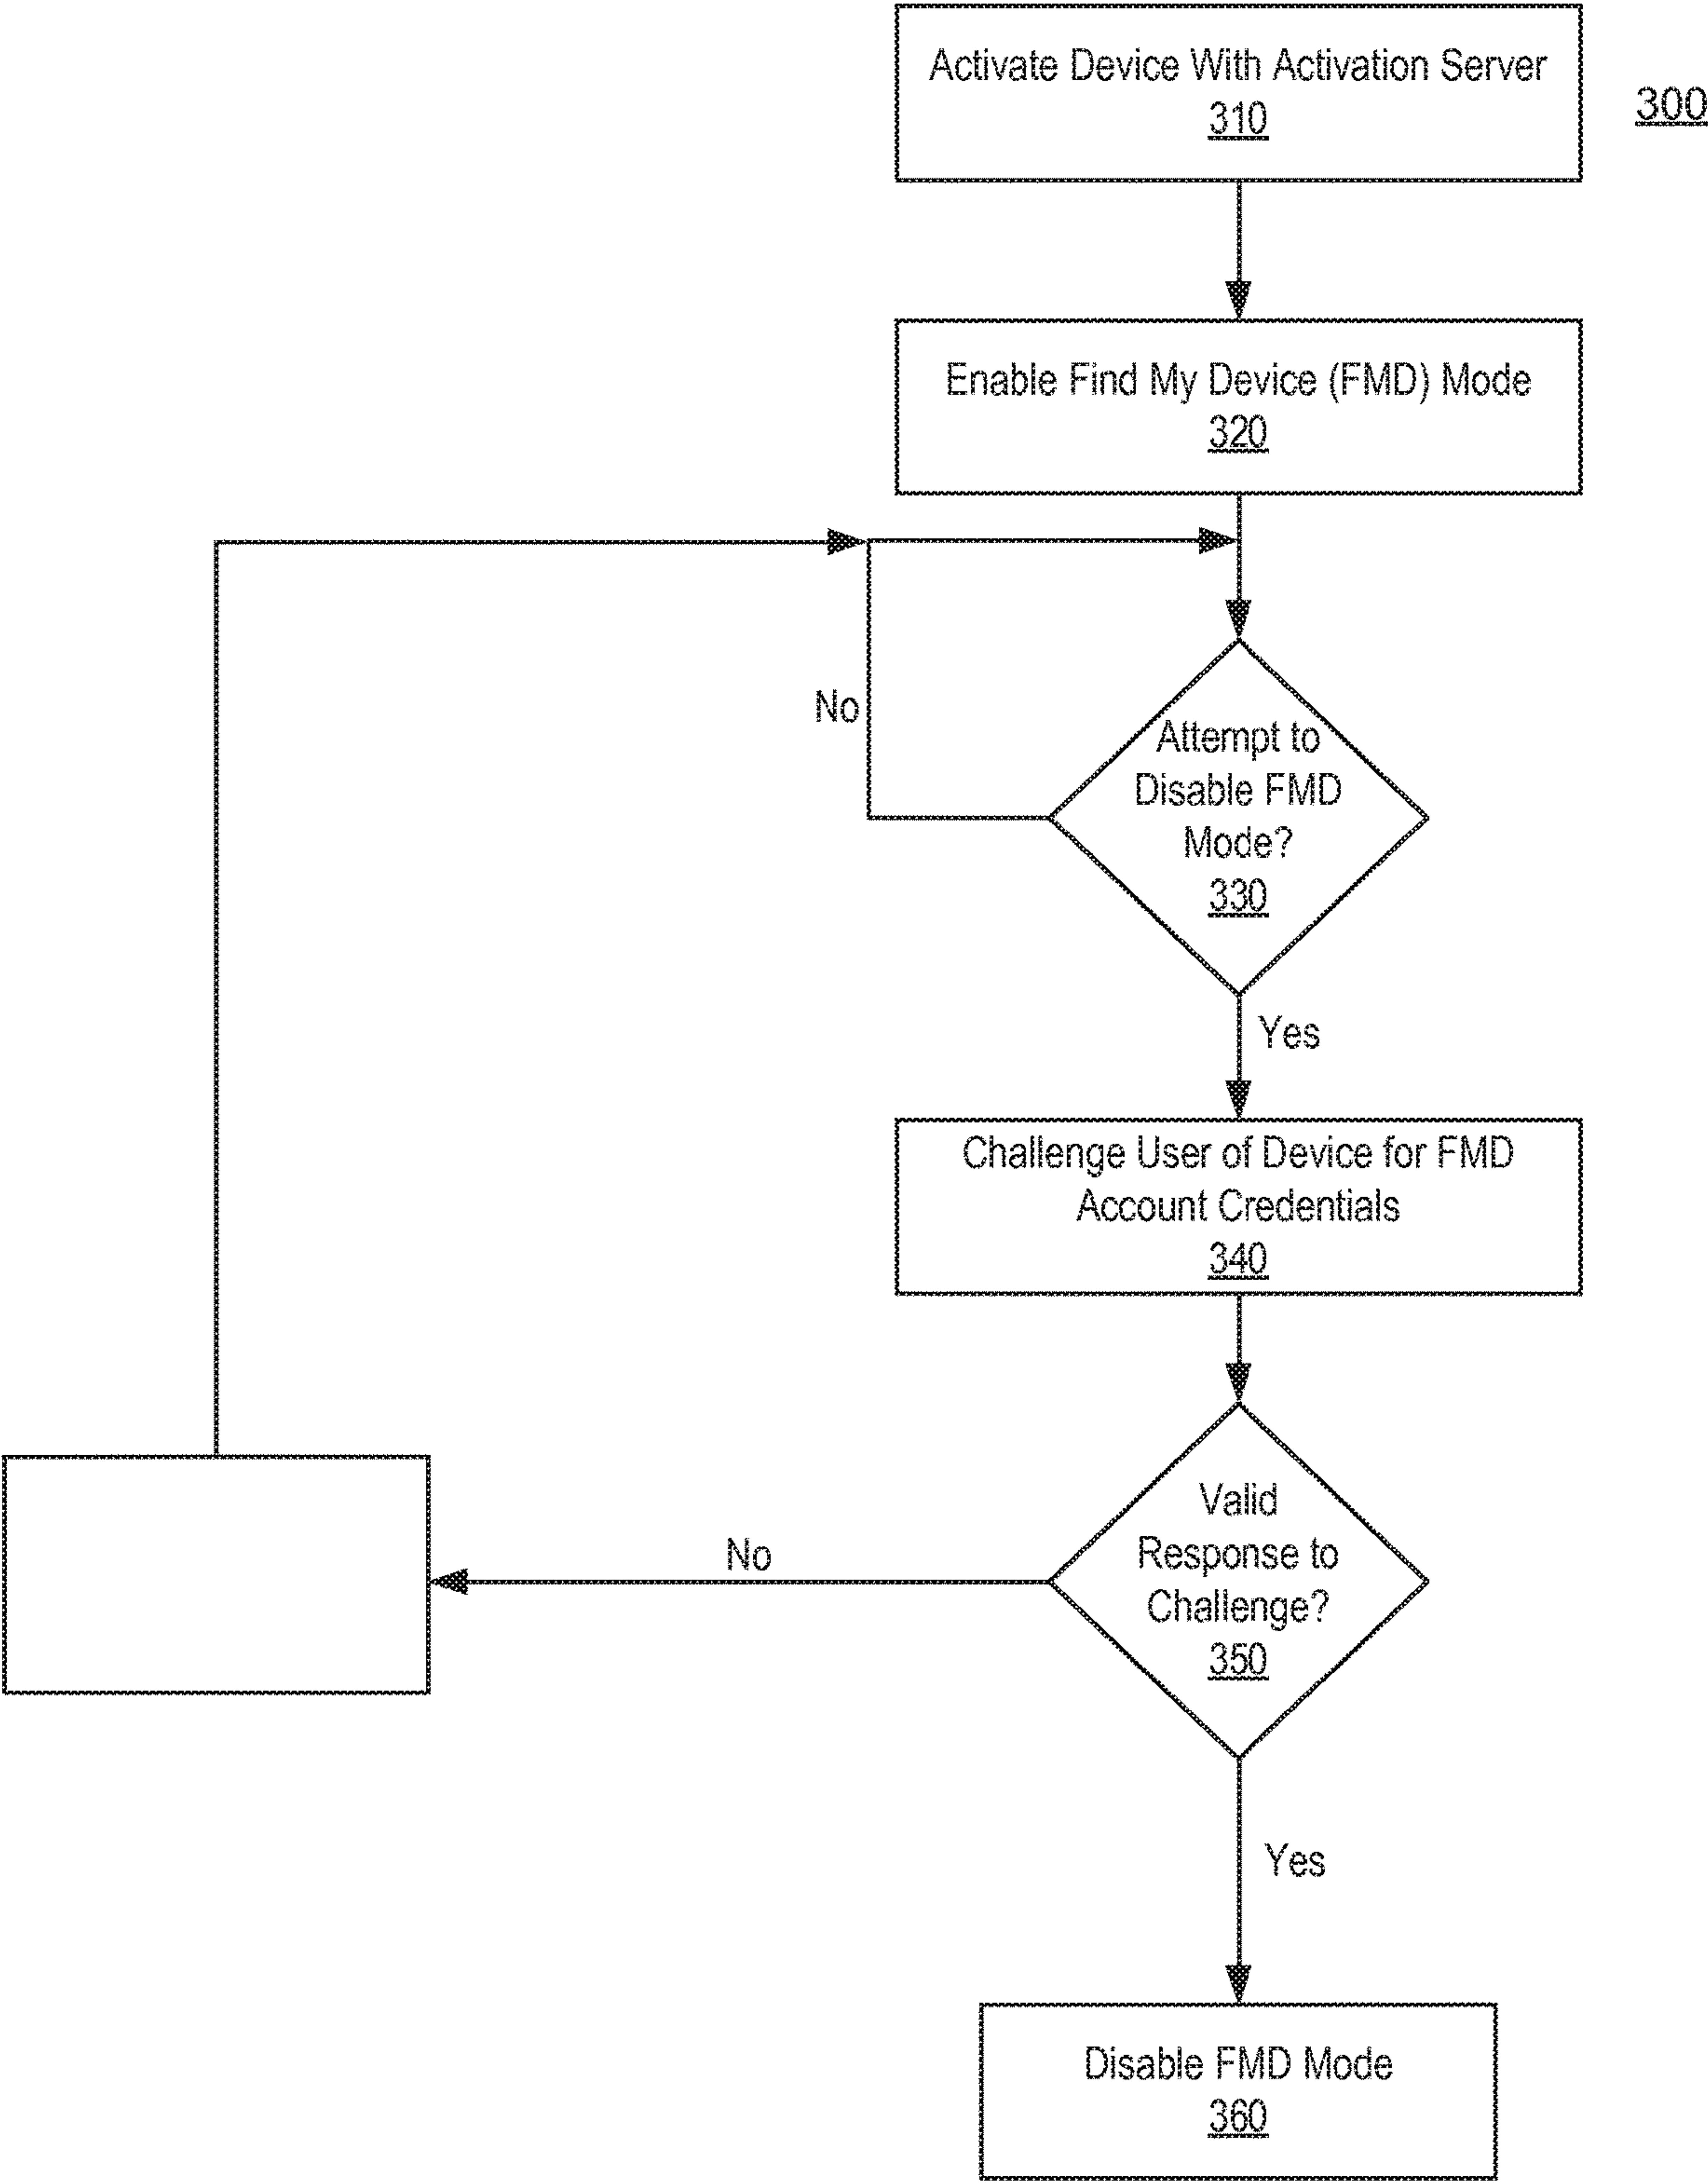 Activate Device With Activation Server
310
300
Enable Find My Device (FMD) Mode
320
No
Attempt to
Disable FMD
Mode?
330
Yes
Challenge User of Device for FMD
Account Credentials
340
Valid
Response to
Challenge?
350
No
Yes
Disable FMD Mode
360